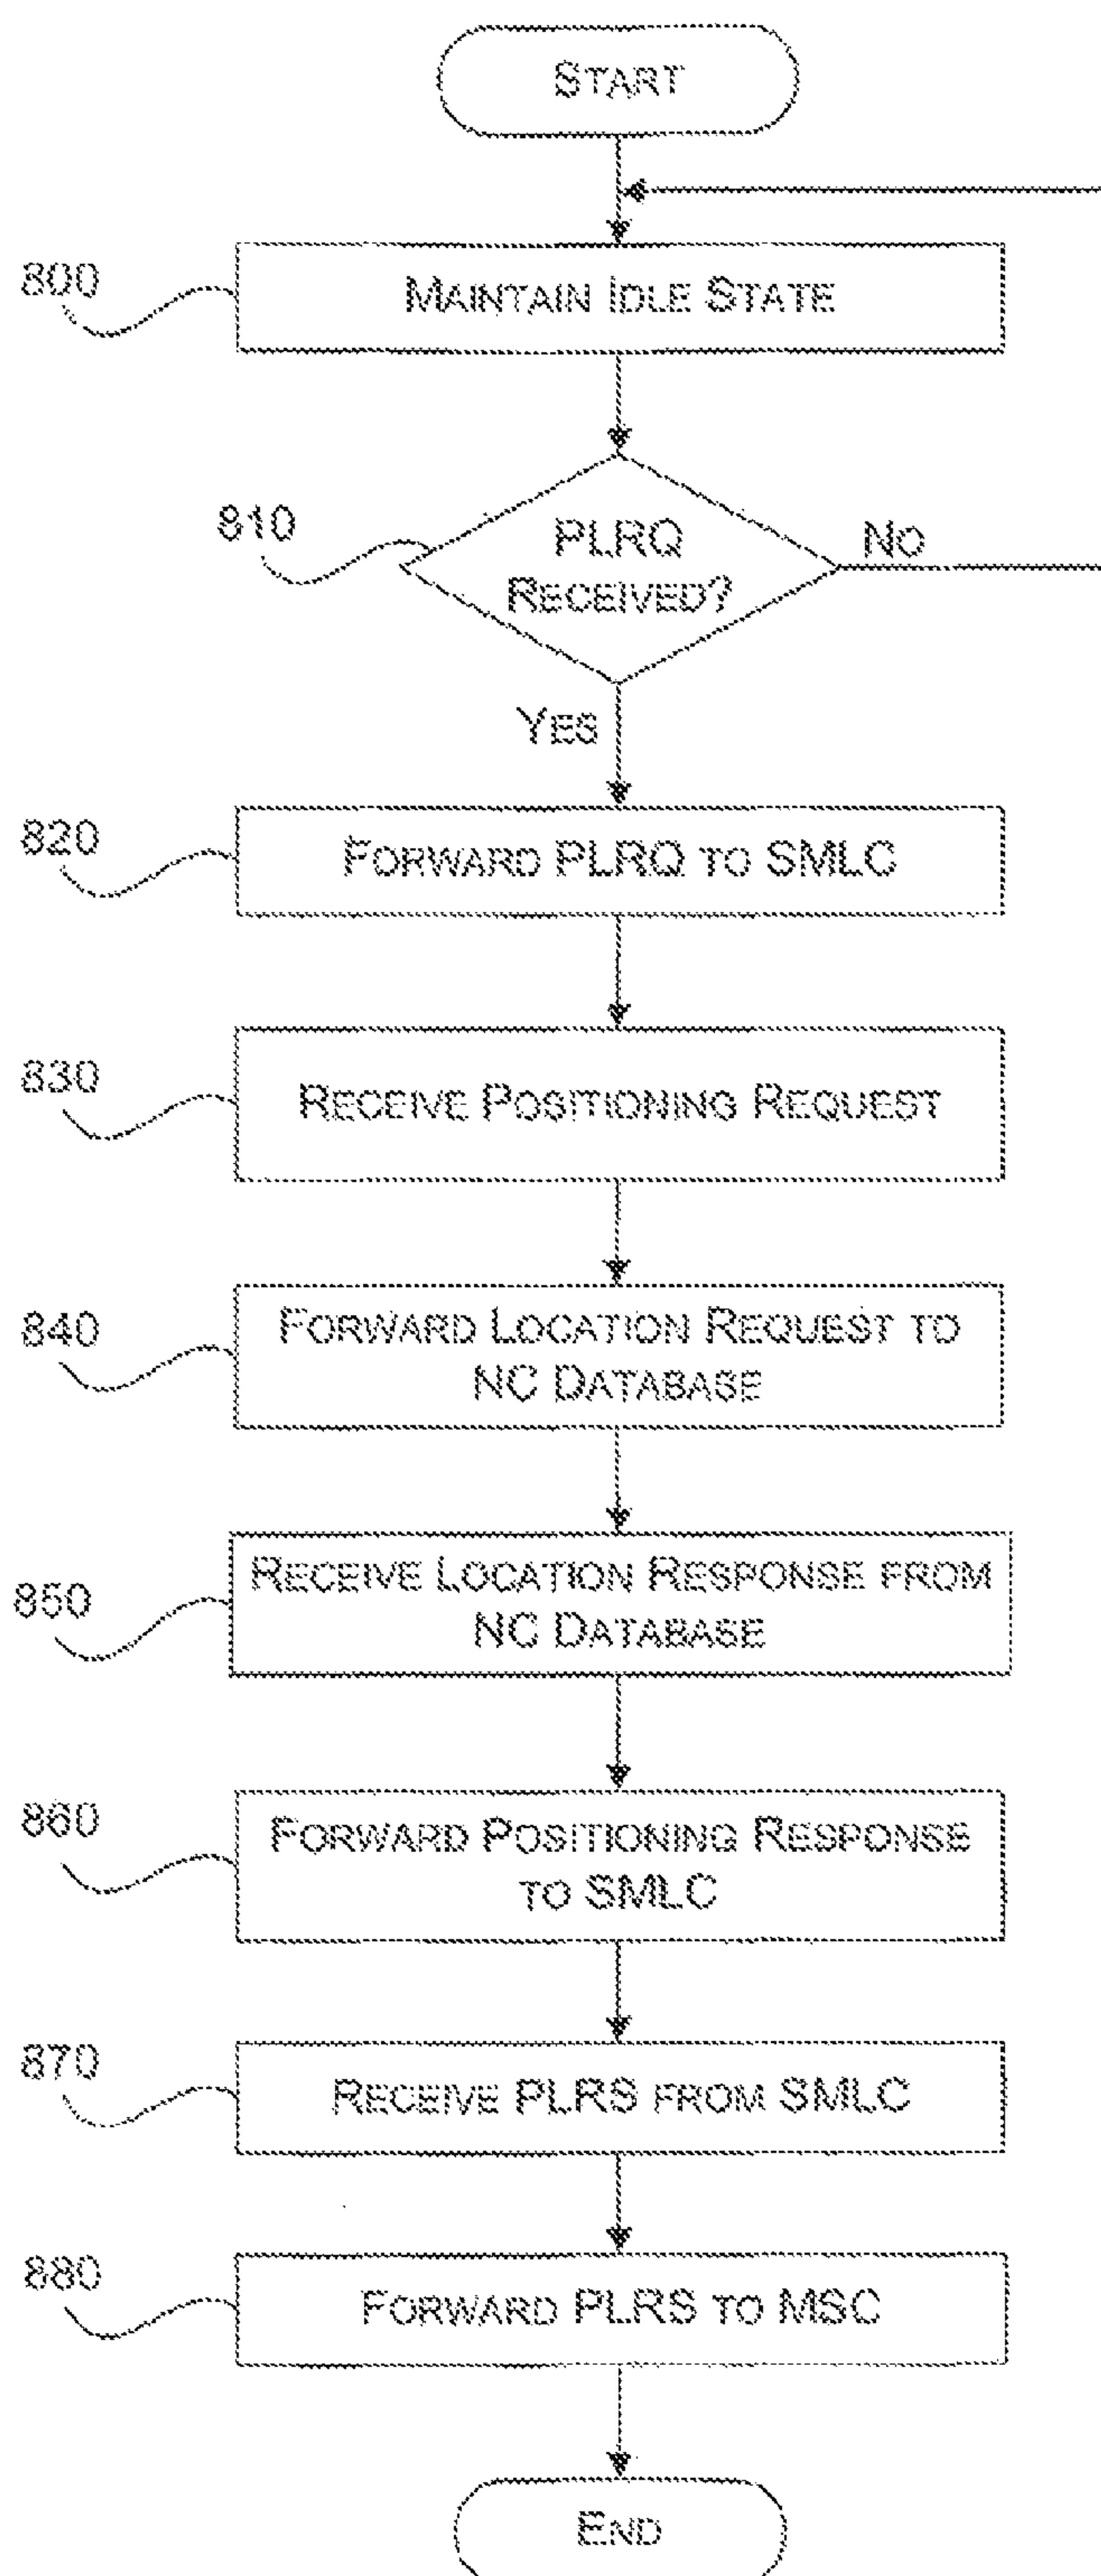 START
800
MAINTAIN IDLE STATE
810
PLRQ
RECEIVED?
NO
YES
820
FORWARD PLRQ TO SMLC
830
RECEIVE POSITIONING REQUEST
840
FORWARD LOCATION REQUEST TO
NC DATABASE
850
RECEIVE LOCATION RESPONSE FROM
NC DATABASE
860
FORWARD POSITIONING RESPONSE
TO SMLC
870
RECEIVE PLRS FROM SMLC
880
FORWARD PLRS TO MSC
END